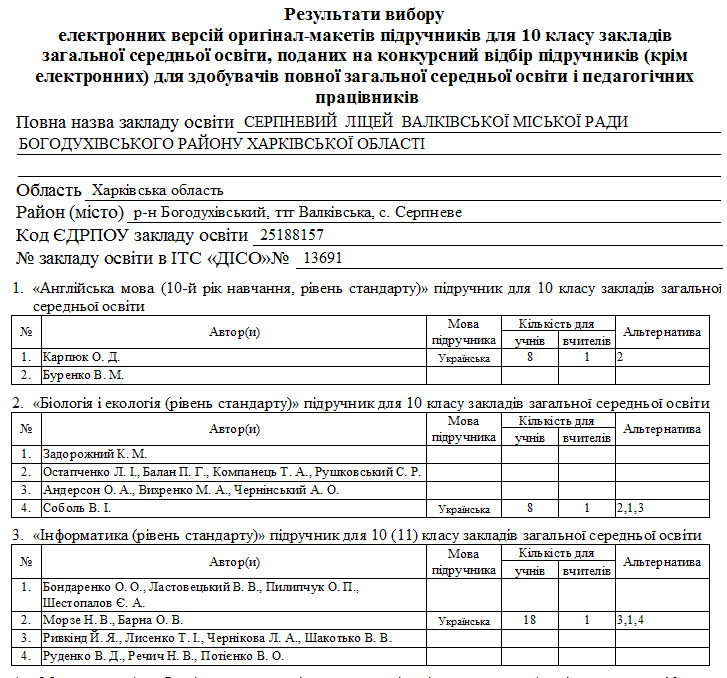 Результати вибору
електронних версій оригінал-макетів підручників для 10 класу закладів
загальної середньої освіти, поданих на конкурсний відбір підручників (крім
електронних) для здобувачів повної загальної середньої освіти і педагогічних
працівників
Повна назва закладу освіти СЕРПНЕВИЙ ЛІЦЕЙ ВАЛКІВСЬКОЇ МІСЬКОЇ РАДИ
БОГОДУХІВСЬКОГО РАЙОНУ ХАРКІВСЬКОЇ ОБЛАСТІ
Область Харківська область
Район (місто) р-н Богодухівський, ттг Валківська, с. Серпневе
Код ЄДРПОУ закладу освіти 25188157
№ закладу освіти в ІТС «ДІСО»№ 13691
1. «Англійська мова (10-й рік навчання, рівень стандарту)» підручник для 10 класу закладів загальної
середньої освіти
№ Автор(и) Мова підручника Кількість для учнів вчителів Альтернатива
1. Карпюк О. Д. Українська 8 1 2
2. Буренко В. М.
2. «Біологія і екологія (рівень стандарту)» підручник для 10 класу закладів загальної середньої освіти
№ Автор(и) Мова підручника Кількість для учнів вчителів Альтернатива
1. Задорожний К. М.
2. Остапченко Л. І., Балан П. Г., Компанець Т. А., Рушковський С. Р.
3. Андерсон О. А., Вихренко М. А., Чернінський А. О.
4. Соболь В. І. Українська 8 1 2,1,3
3. «Інформатика (рівень стандарту)» підручник для 10 (11) класу закладів загальної середньої освіти
№ Автор(и) Мова підручника Кількість для учнів вчителів Альтернатива
1. Бондаренко О. О., Ластовецький В. В., Пилипчук О. П.,
Шестопалов Є. А.
2. Морзе Н. В., Барна О. В. Українська 18 1 3,1,4
3. Ривкінд Й. Я., Лисенко Т. І., Чернікова Л. А., Шакотько В. В.
4. Руденко В. Д., Речич Н. В., Потієнко В. О.